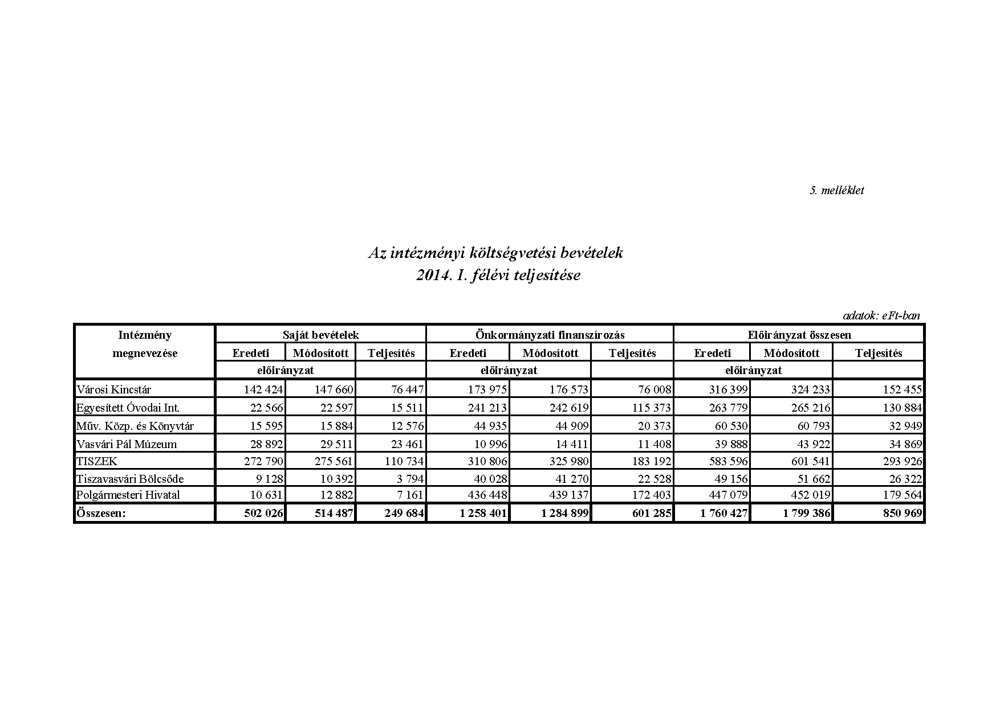 5. melléklet
Az intézményi költségvetési bevételek
2014. I. félévi teljesítése
adatok: eFt-ban
Intézmény Saját bevételek Önkormányzati finanszírozás Előirányzat összesen
megnevezése Eredeti Módosított Teljesítés Eredeti Módosított Teljesítés Eredeti Módosított Teljesítés
előirányzat előirányzat előirányzat
Városi Kincstár 142 424 147 660 76 447 173 975 176 573 76 008 316 399 324 233 152 455
Egyesített Óvodai Int. 22 566 22 597 15 511 241 213 242 619 115 373 263 779 265 216 130 884
Műv. Közp. és Könyvtár 15 595 15 884 12 576 44 935 44 909 20 373 60 530 60 793 32 949
Vasvári Pál Múzeum 28 892 29 511 23 461 10 996 14 411 11 408 39 888 43 922 34 869
TISZEK 272 790 275 561 110 734 310 806 325 980 183 192 583 596 601 541 293 926
Tiszavasvári Bölcsőde 9 128 10 392 3 794 40 028 41 270 22 528 49 156 51 662 26 322
Polgármesteri Hivatal 10 631 12 882 7 161 436 448 439 137 172 403 447 079 452 019 179 564
Összesen: 502 026 514 487 249 684 1 258 401 1 284 899 601 285 1 760 427 1 799 386 850 969